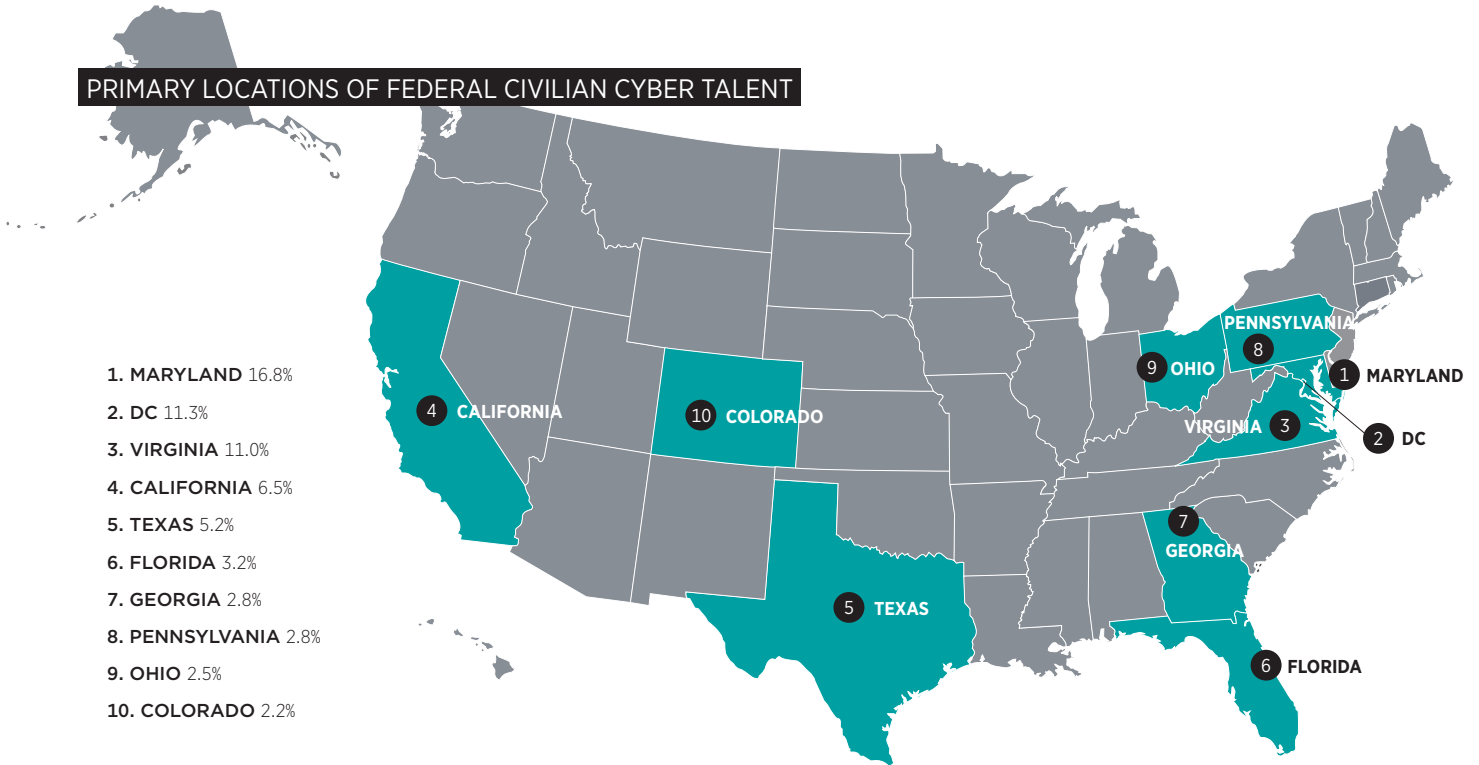 PRIMARY LOCATIONS OF FEDERAL CIVILIAN CYBER TALENT
1. MARYLAND 16.8%
2. DC 11.3%
3. VIRGINIA 11.0%
4. CALIFORNIA 6.5%
5. TEXAS 5.2%
6. FLORIDA 3.2%
7. GEORGIA 2.8%
8. PENNSYLVANIA 2.8%
9. OHIO 2.5%
10. COLORADO 2.2%
PENNSYLVANIA
8
9 OHIO
1 MARYLAND
4 CALIFORNIA
10 COLORADO
VIRGINIA 3
2 DC
7
GEORGIA
5 TEXAS
6 FLORIDA